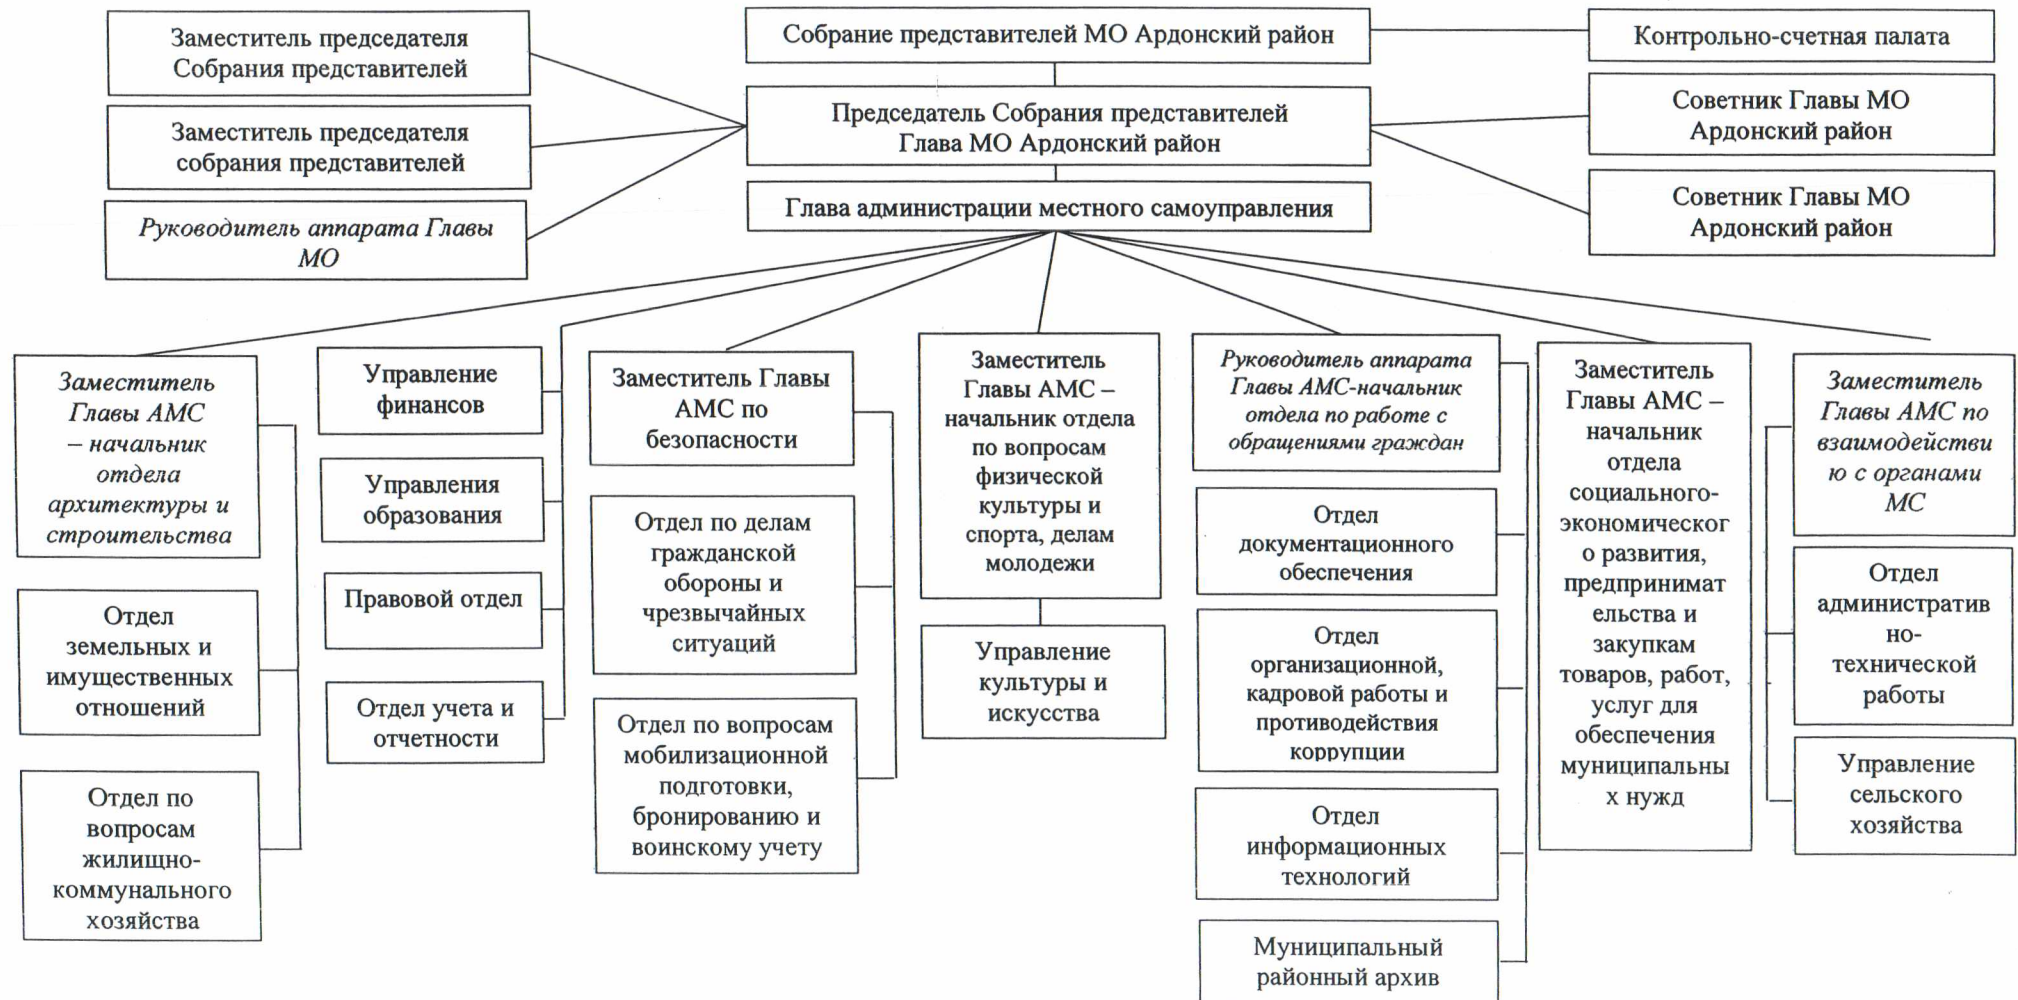 Заместитель председателя
Собрания представителей
Собрание представителей МО Ардонский район
Контрольно-счетная палата
Заместитель председателя
собрания представителей
Председатель Собрания представителей
Глава МО Ардонский район
Советник Главы МО
Ардонский район
Руководитель аппарата Главы
МО
Глава администрации местного самоуправления
Советник Главы МО
Ардонский район
Заместитель
Главы АМС
– начальник
отдела
архитектуры и
строительства
Отдел
земельных и
имущественных
отношений
Отдел по
вопросам
жилищно-
коммунального
хозяйства
Управление
финансов
Управления
образования
Правовой отдел
Отдел учета и
отчетности
Заместитель Главы
АМС по
безопасности
Отдел по делам
гражданской
обороны и
чрезвычайных
ситуаций
Отдел по вопросам
мобилизационной
подготовки,
бронированию и
воинскому учету
Заместитель
Главы АМС –
начальник отдела
по вопросам
физической
культуры и
спорта, делам
молодежи
Управление
культуры и
искусства
Руководитель аппарата
Главы АМС-начальник
отдела по работе с
обращениями граждан
Отдел
документационного
обеспечения
Отдел
организационной,
кадровой работы и
противодействия
коррупции
Отдел
информационных
технологий
Муниципальный
районный архив
Заместитель
Главы АМС –
начальник
отдела
социального-
экономическог
о развития,
предпринимат
ельства и
закупкам
товаров, работ,
услуг для
обеспечения
муниципальны
х нужд
Заместитель
Главы АМС по
взаимодействи
ю с органами
МС
Отдел
административ
но-
технической
работы
Управление
сельского
хозяйства